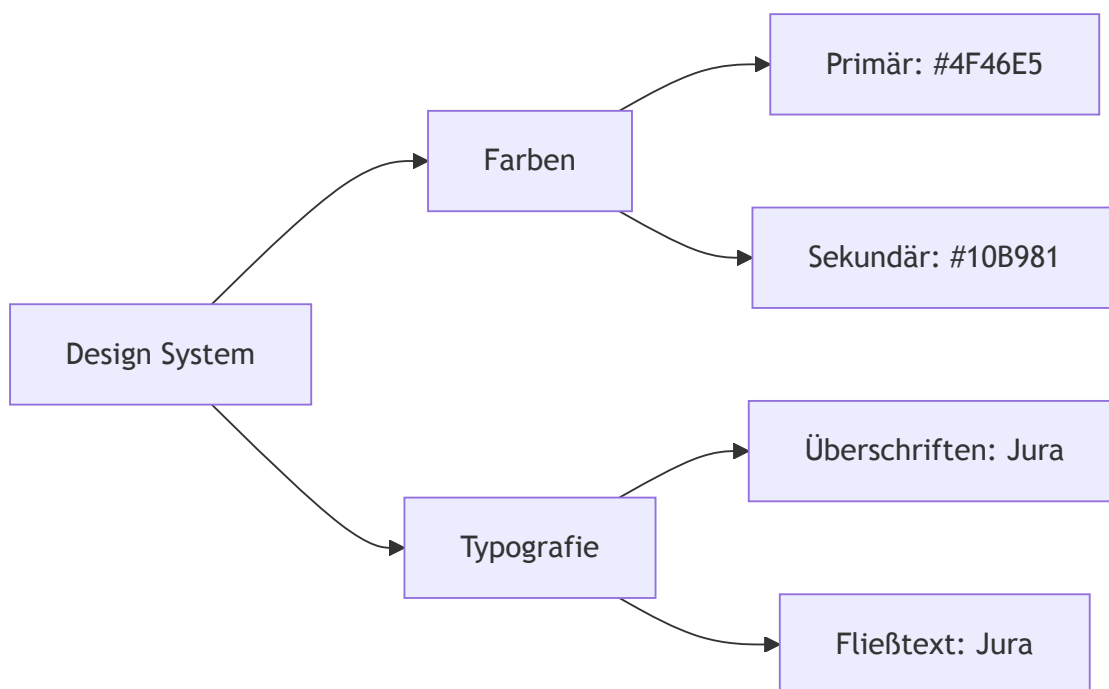 Primär: #4F46E5
Farben
Sekundär: #10B981
Design System
Überschriften: Jura
Typografie
Fließtext: Jura